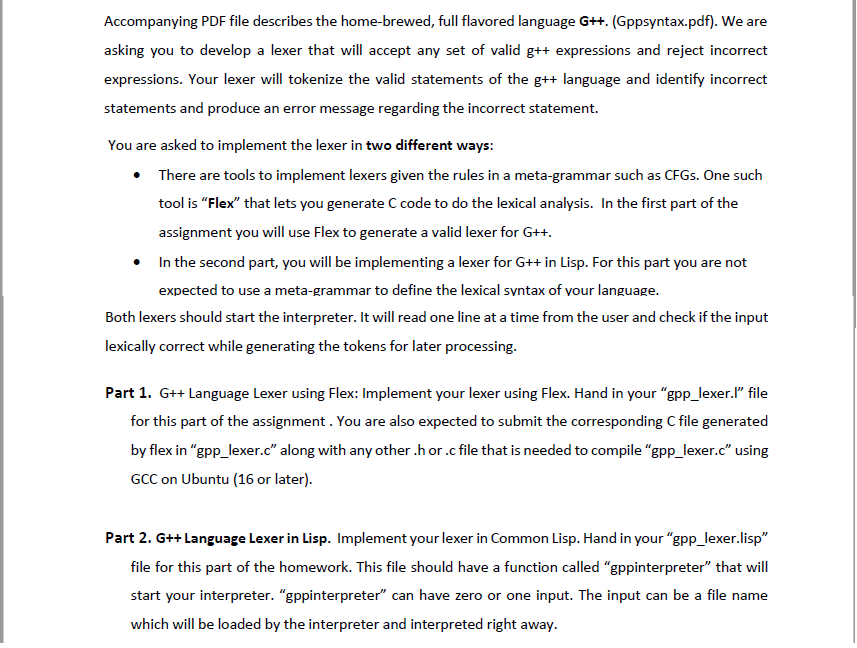 Accompanying PDF file describes the home-brewed, full flavored language G++. (Gppsyntax.pdf). We are
asking you to develop a lexer that will accept any set of valid g++ expressions and reject incorrect
expressions. Your lexer will tokenize the valid statements of the g++ language and identify incorrect
statements and produce an error message regarding the incorrect statement.
You are asked to implement the lexer in two different ways:
• There are tools to implement lexers given the rules in a meta-grammar such as CFGs. One such
tool is “Flex” that lets you generate C code to do the lexical analysis. In the first part of the
assignment you will use Flex to generate a valid lexer for G++.
• In the second part, you will be implementing a lexer for G++ in Lisp. For this part you are not
expected to use a meta-grammar to define the lexical syntax of your language.
Both lexers should start the interpreter. It will read one line at a time from the user and check if the input
lexically correct while generating the tokens for later processing.
Part 1. G++ Language Lexer using Flex: Implement your lexer using Flex. Hand in your “gpp_lexer.l” file
for this part of the assignment . You are also expected to submit the corresponding C file generated
by flex in “gpp_lexer.c” along with any other .h or .c file that is needed to compile “gpp_lexer.c” using
GCC on Ubuntu (16 or later).
Part 2. G++ Language Lexer in Lisp. Implement your lexer in Common Lisp. Hand in your “gpp_lexer.lisp”
file for this part of the homework. This file should have a function called “gppinterpreter” that will
start your interpreter. “gppinterpreter” can have zero or one input. The input can be a file name
which will be loaded by the interpreter and interpreted right away.